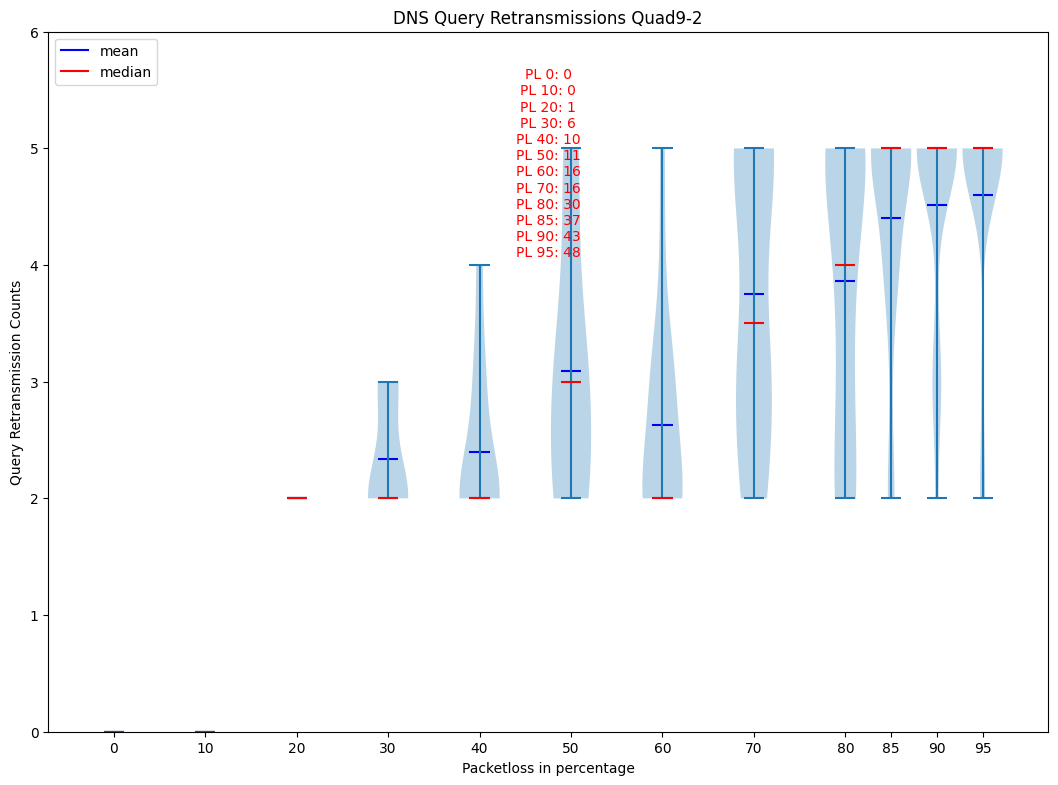 DNS Query Retransmissions Quad9-2
mean
median
PL 0: 0
PL 10: 0
PL 20: 1
PL 30: 6
PL 40: 10
PL 50: 11
PL 60: 16
PL 70: 16
PL 80: 30
PL 85: 37
PL 90: 43
PL 95: 48
Query Retransmission Counts
6
5
4
3
2
1
0
0 10 20 30 40 50 60 70 80 85 90 95
Packetloss in percentage